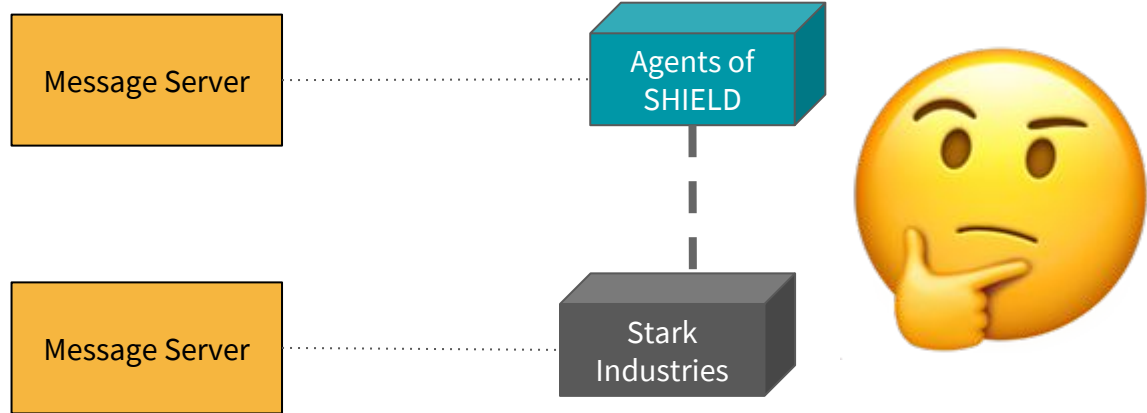 Message Server
Agents of
SHIELD
Message Server
Stark
Industries